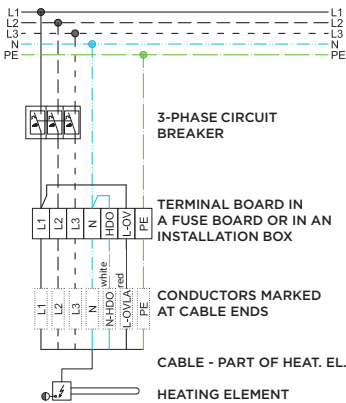 L1 L1
L2 L2
L3 L3
N N
PE PE
3-PHASE CIRCUIT
BREAKER
TERMINAL BOARD IN
A FUSE BOARD OR IN AN
INSTALLATION BOX
L1 L2 L3 N HDO L-OV PE
white red
CONDUCTORS MARKED
AT CABLE ENDS
L1 L2 L3 N N-HDO L-OVLA PE
CABLE - PART OF HEAT. EL.
HEATING ELEMENT